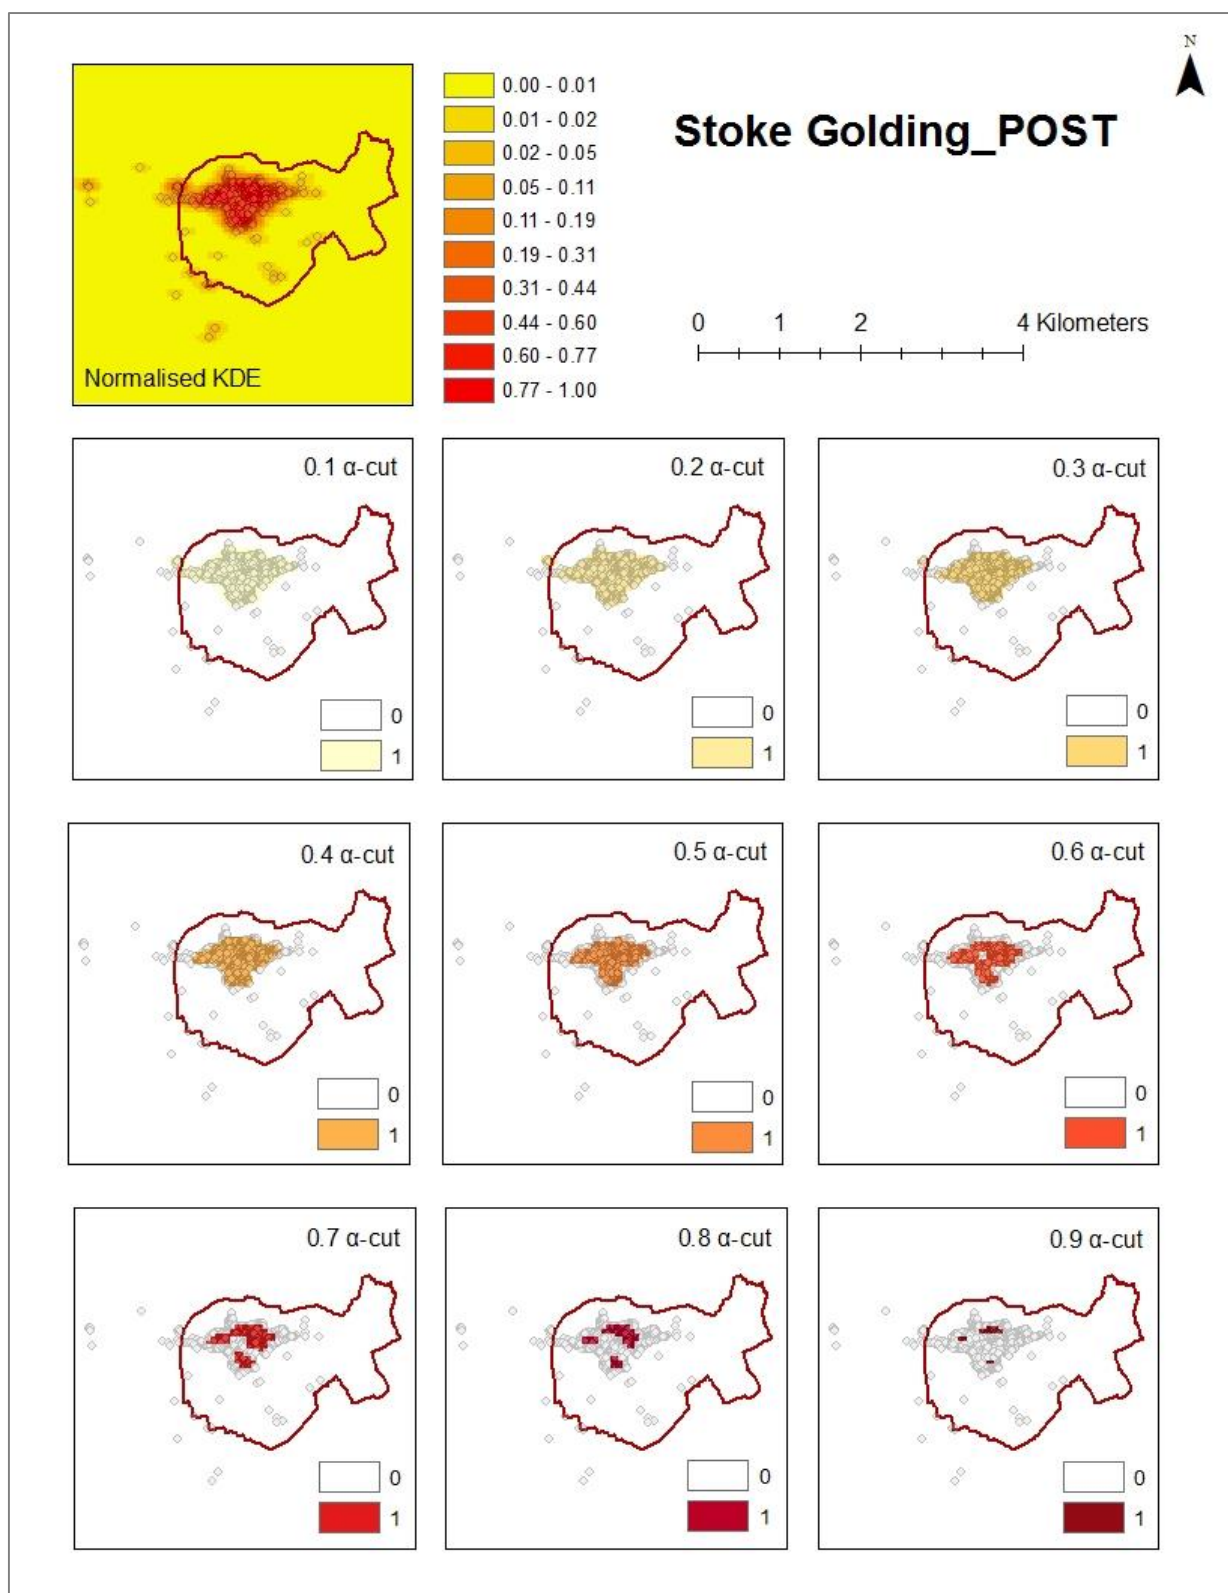 N
Stoke Golding_POST
0.00 - 0.01
0.01 - 0.02
0.02 - 0.05
0.05 - 0.11
0.11 - 0.19
0.19 - 0.31
0.31 - 0.44
0.44 - 0.60
0.60 - 0.77
0.77 - 1.00
Normalised KDE
0 1 2 4 Kilometers
0.1 α-cut
0
1
0.2 α-cut
0
1
0.3 α-cut
0
1
0.4 α-cut
0
1
0.5 α-cut
0
1
0.6 α-cut
0
1
0.7 α-cut
0
1
0.8 α-cut
0
1
0.9 α-cut
0
1